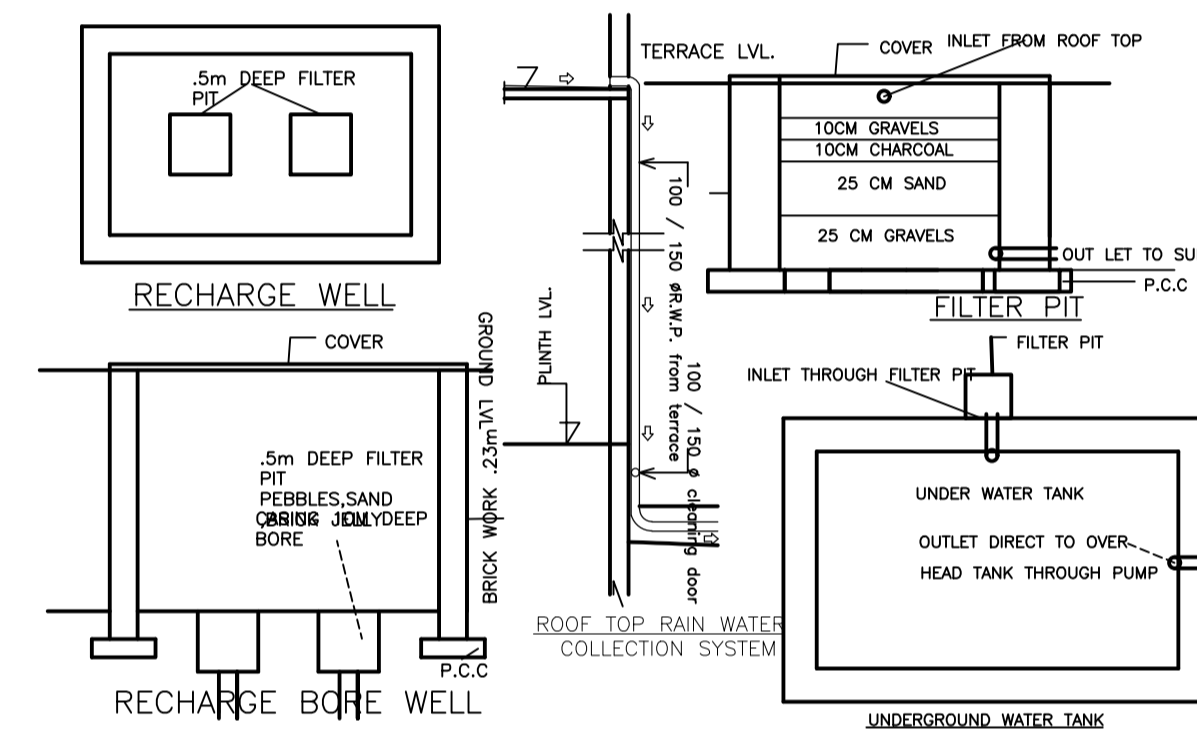 .5m DEEP FILTER
PIT
RECHARGE WELL
COVER
GROUND LVL
BRICK WORK .23m
.5m DEEP FILTER
PIT
PEBBLES,SAND
BORE
P.C.C
RECHARGE BORE WELL
TERRACE LVL.
100 / 150 øR.W.P. from terrace
100 / 150 ø cleaning door
PLINTH LVL.
ROOF TOP RAIN WATER
COLLECTION SYSTEM
COVER
INLET FROM ROOF TOP
10CM GRAVELS
10CM CHARCOAL
25 CM SAND
25 CM GRAVELS
OUT LET TO SU
P.C.C
FILTER PIT
FILTER PIT
INLET THROUGH FILTER PIT
UNDER WATER TANK
OUTLET DIRECT TO OVER
HEAD TANK THROUGH PUMP
UNDERGROUND WATER TANK